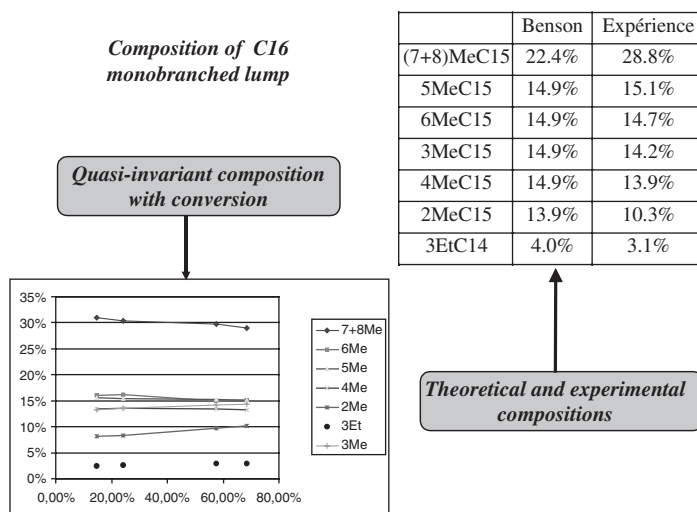 Composition of C16
monobranched lump
Benson Expérience
(7+8)MeC15 22.4% 28.8%
5MeC15 14.9% 15.1%
6MeC15 14.9% 14.7%
3MeC15 14.9% 14.2%
4MeC15 14.9% 13.9%
2MeC15 13.9% 10.3%
3EtC14 4.0% 3.1%
Quasi-invariant composition
with conversion
35%
30%
25%
20%
15%
10%
5%
0%
0,00% 20,00% 40,00% 60,00% 80,00%
7+8Me
6Me
5Me
4Me
2Me
3Et
3Me
Theoretical and experimental
compositions